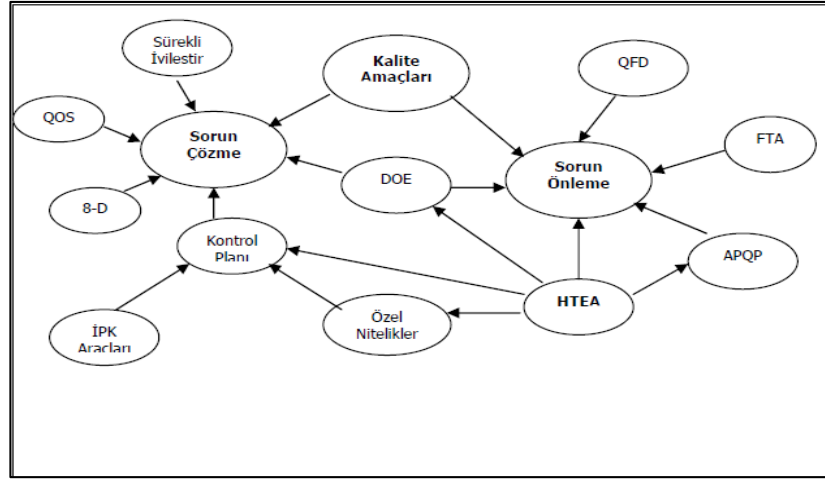 Sürekli
İvilestir
Kalite
Amaçları
QFD
QOS
Sorun
Çözme
FTA
Sorun
Önleme
DOE
8-D
Kontrol
Planı
APQP
HTEA
Özel
Nitelikler
İPK
Araçları